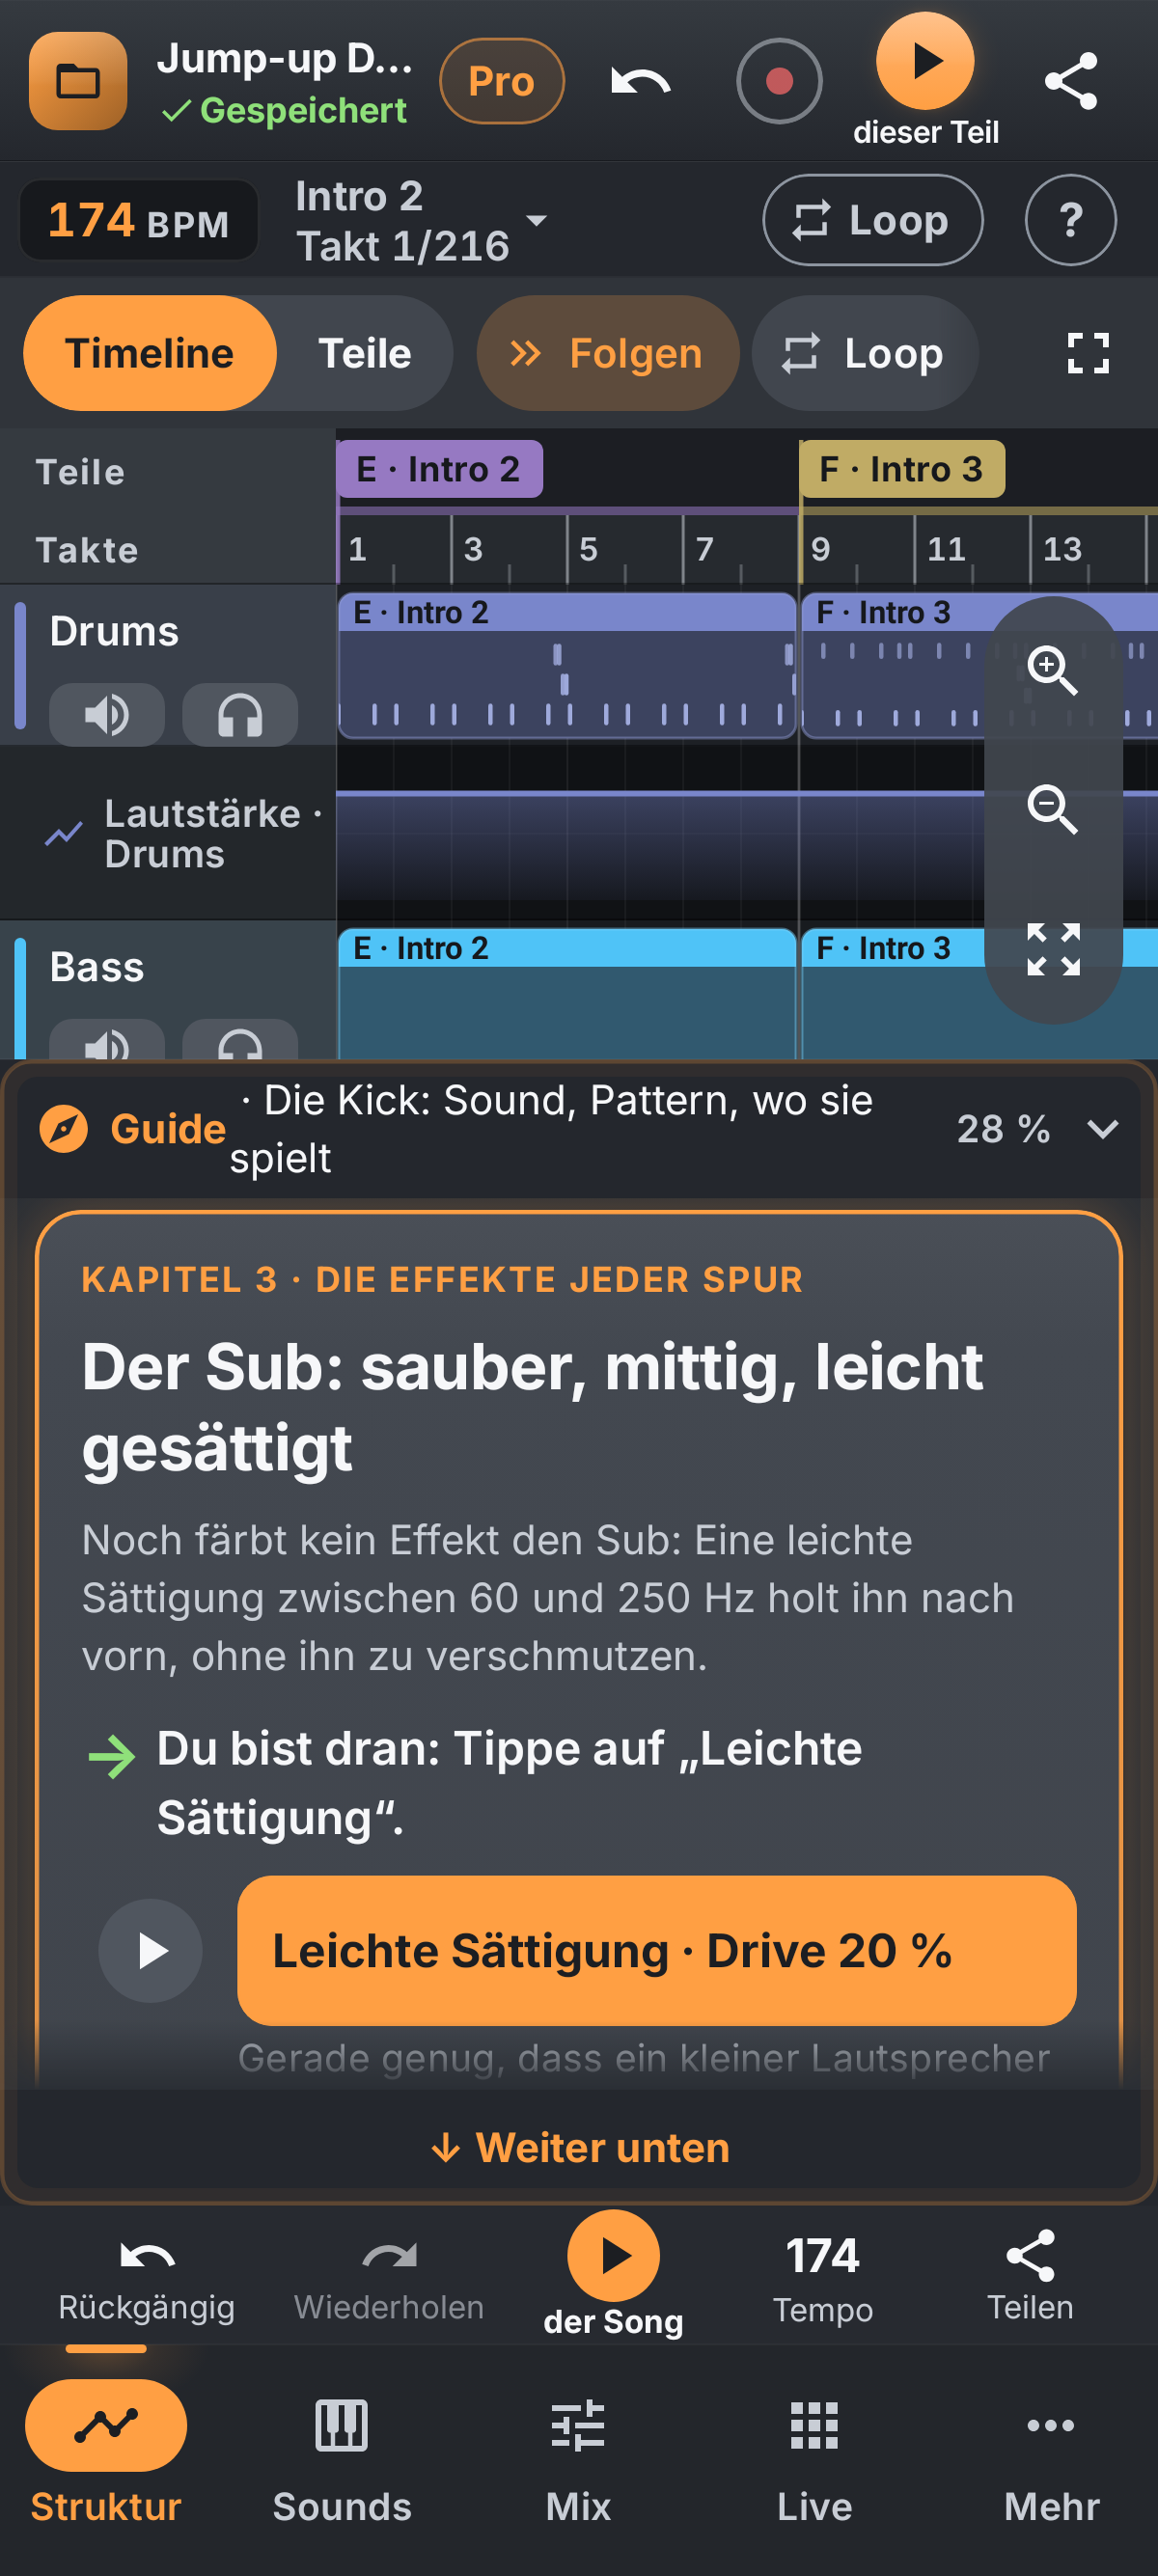 Jump-up D...
Gespeichert
Pro
dieser Teil
174 BPM
Intro 2
Takt 1/216
Loop
?
Timeline
Teile
Folgen
Loop
Teile
E · Intro 2
F · Intro 3
Takte
1 3 5 7 9 11 13
Drums
E · Intro 2
F · Intro 3
Lautstärke ·
Drums
Bass
E · Intro 2
F · Intro 3
Guide · Die Kick: Sound, Pattern, wo sie
spielt
28 %
KAPITEL 3 · DIE EFFEKTE JEDER SPUR
Der Sub: sauber, mittig, leicht
gesättigt
Noch färbt kein Effekt den Sub: Eine leichte
Sättigung zwischen 60 und 250 Hz holt ihn nach
vorn, ohne ihn zu verschmutzen.
Du bist dran: Tippe auf „Leichte
Sättigung“.
Leichte Sättigung · Drive 20 %
Gerade genug, dass ein kleiner Lautsprecher
Weiter unten
Rückgängig
Wiederholen
der Song
174
Tempo
Teilen
Struktur
Sounds
Mix
Live
Mehr